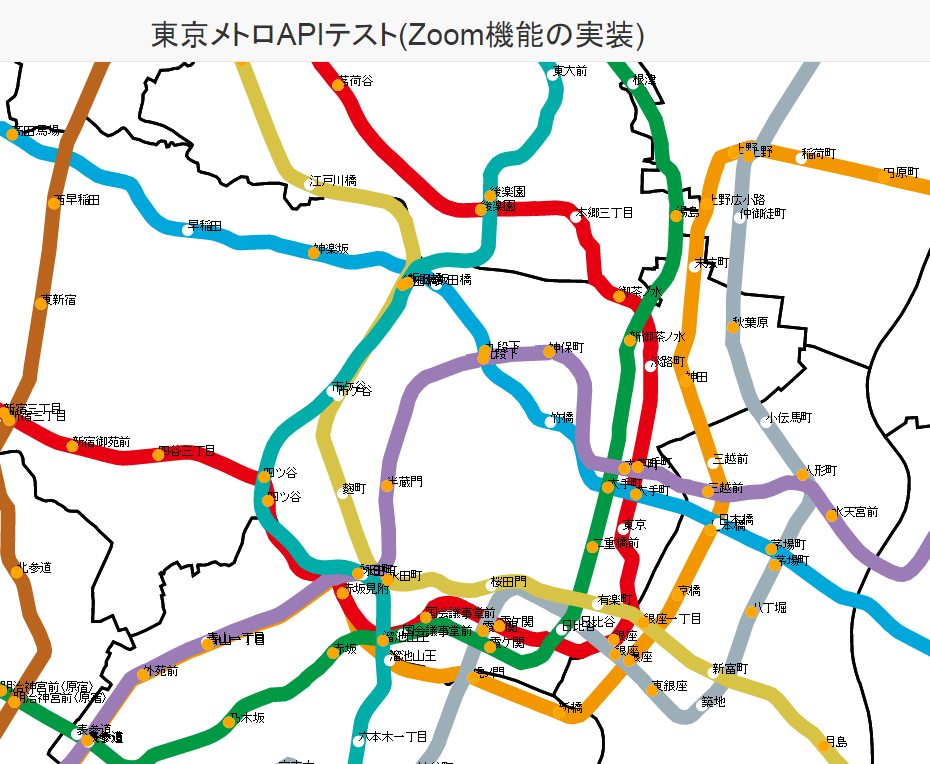 東京メトロAPIテスト(Zoom機能の実装)
茗荷谷
東大前
根津
高田馬場
上野
上野
稲荷町
田原町
江戸川橋
後楽園
後楽園
西早稲田
早稲田
本郷三丁目
湯島
上野広小路
仲御徒町
神楽坂
末広町
飯田橋
東新宿
御茶ノ水
新御茶ノ水
秋葉原
九段下
九段下
神保町
淡路町
神田
市ケ谷
市ケ谷
新宿三丁目
新宿三丁目
竹橋
小伝馬町
新宿御苑前
四谷三丁目
四ツ谷
四ツ谷
麹町
半蔵門
大手町
大手町
大手町
大手町
三越前
三越前
人形町
水天宮前
東京
日本橋
日本橋
二重橋前
茅場町
茅場町
北参道
永田町
永田町
赤坂見附
桜田門
有楽町
京橋
八丁堀
国会議事堂前
国会議事堂前
霞ケ関
霞ケ関
霞ケ関
日比谷
日比谷
銀座一丁目
銀座
銀座
銀座
青山一丁目
赤坂
溜池山王
溜池山王
外苑前
虎ノ門
新富町
東銀座
明治神宮前〈原宿〉
明治神宮前〈原宿〉
築地
新橋
乃木坂
表参道
表参道
六本木一丁目
月島